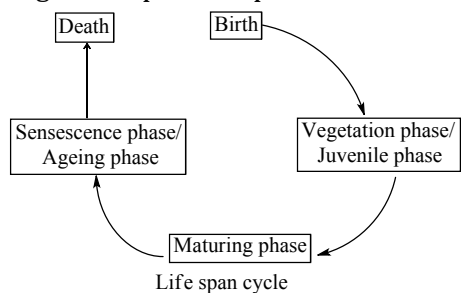 Death
Birth
Sensescence phase/
Ageing phase
Vegetation phase/
Juvenile phase
Maturing phase
Life span cycle